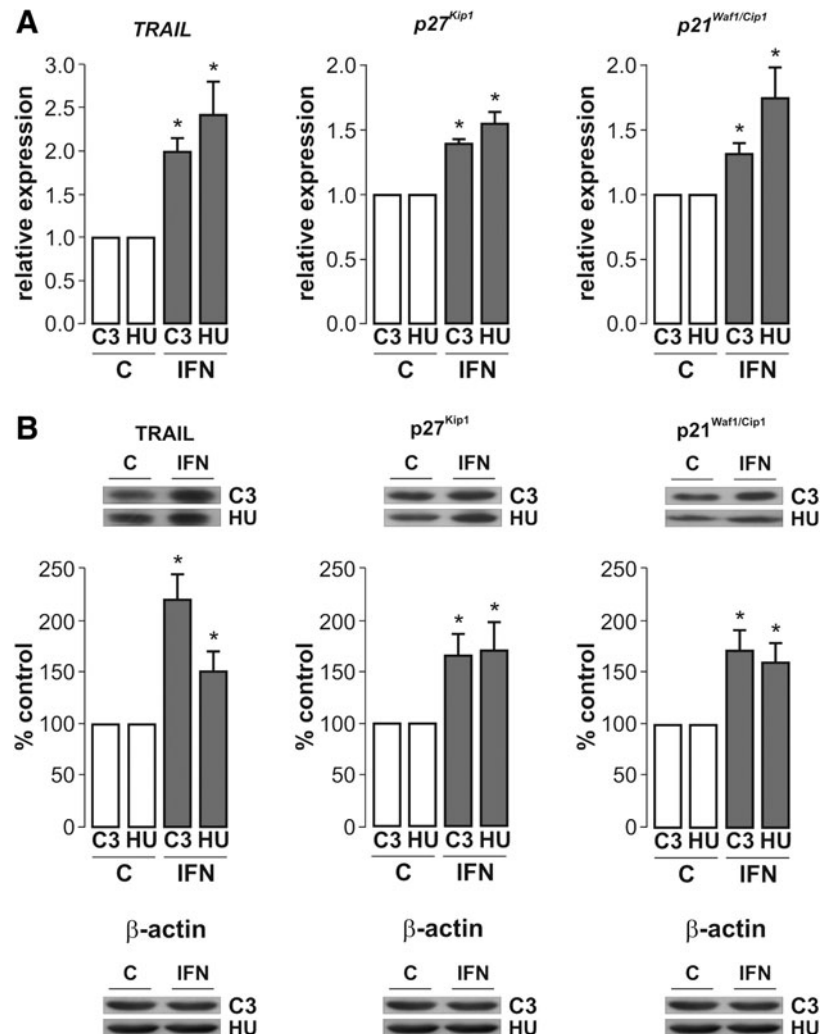 A
TRAIL p27Kip1 p21Waf1/Cip1
relative expression
3.0
2.5
2.0
1.5
1.0
0.5
0.0
C3 HU C3 HU
C IFN
relative expression
2.0
1.5
1.0
0.5
0.0
C3 HU C3 HU
C IFN
relative expression
2.0
1.5
1.0
0.5
0.0
C3 HU C3 HU
C IFN
* * * * * *
B
TRAIL
C IFN
C3
HU
p27Kip1
C IFN
C3
HU
p21Waf1/Cip1
C IFN
C3
HU
% control
250
200
150
100
50
0
* *
C3 HU C3 HU
C IFN
% control
250
200
150
100
50
0
* *
C3 HU C3 HU
C IFN
% control
250
200
150
100
50
0
* *
C3 HU C3 HU
C IFN
β-actin
C IFN
C3
HU
β-actin
C IFN
C3
HU
β-actin
C IFN
C3
HU